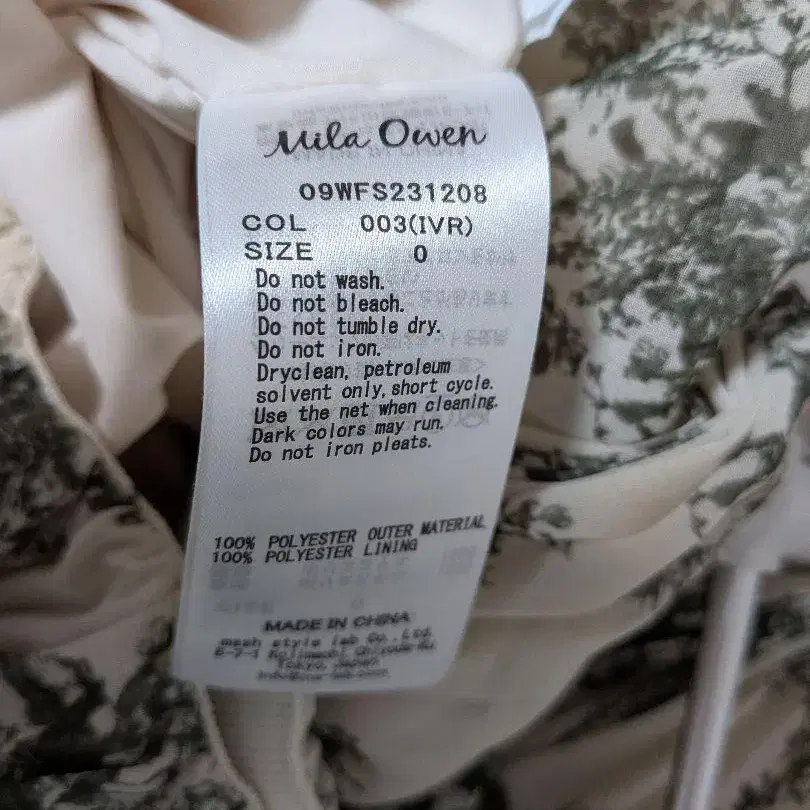 Mila Owen
09WFS231208
COL 003(IVR)
SIZE 0
Do not wash.
Do not bleach.
Do not tumble dry.
Do not iron.
Dryclean, petroleum
solvent only, short cycle.
Use the net when cleaning.
Dark colors may run.
Do not iron pleats.
100% POLYESTER OUTER MATERIAL
100% POLYESTER LINING
MADE IN CHINA
mash style lab Co., Ltd.
Tokyo, Japan